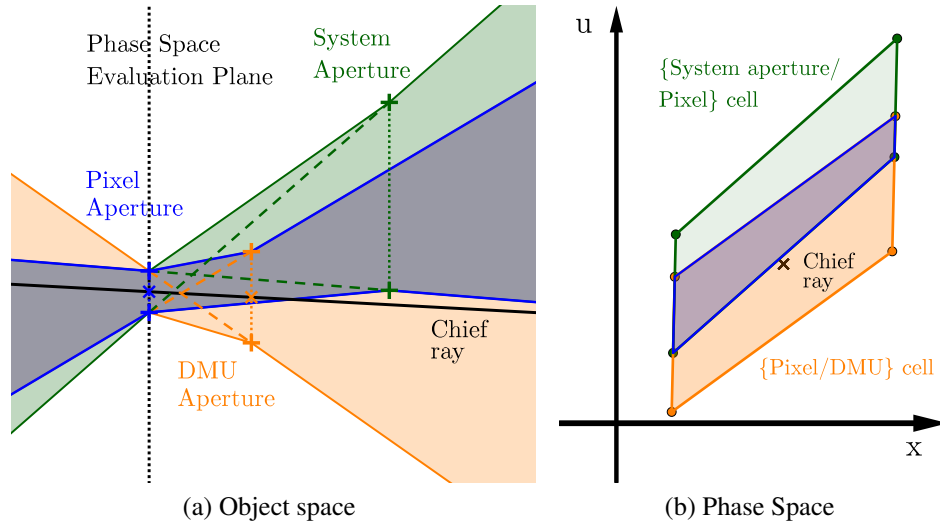 Phase Space
Evaluation Plane
System
Aperture
Pixel
Aperture
DMU
Aperture
Chief
ray
(a) Object space
u
{System aperture/
Pixel} cell
Chief
ray
{Pixel/DMU} cell
x
(b) Phase Space